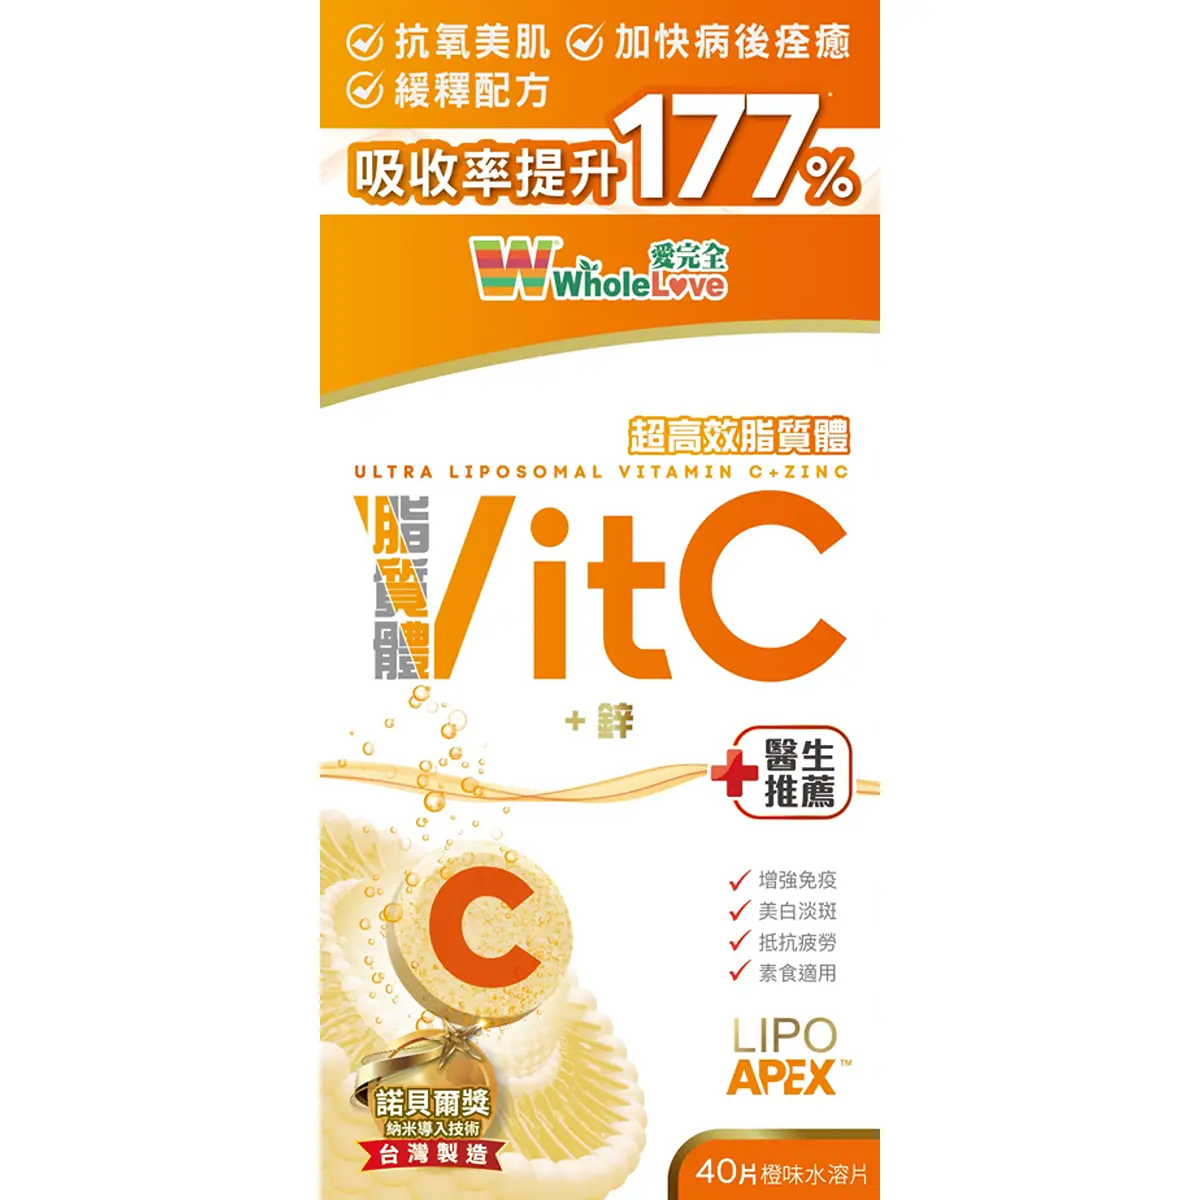 抗氧美肌 加快病後痊癒
緩釋配方
吸收率提升177%
愛完全
W WholeLove
超高效脂質體
ULTRA LIPOSOMAL VITAMIN C+ZINC
脂質體
VitC
+ 鋅
醫生
推薦
增強免疫
美白淡斑
抵抗疲勞
素食適用
C
LIPO
APEX™
諾貝爾獎
納米導入技術
台灣製造
40片橙味水溶片